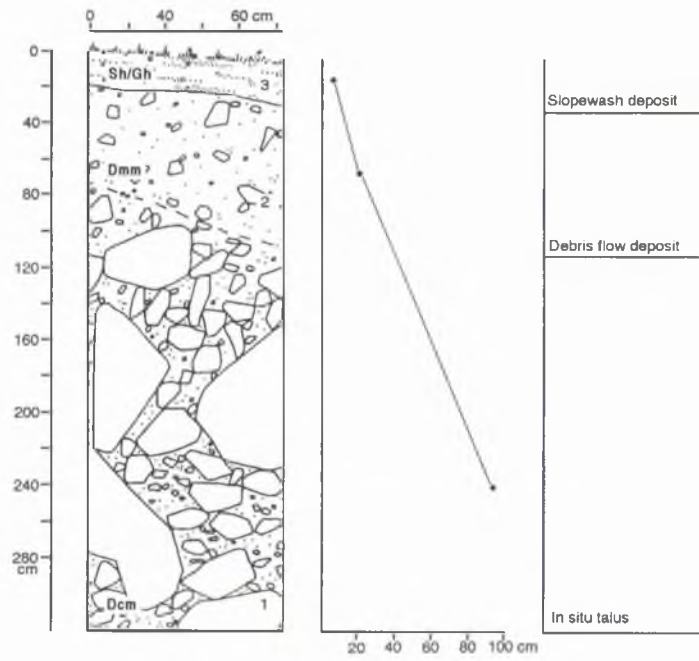 0 40 60 cm
0
40
80
120
160
200
240
280
cm
Sh/Gh
3
Dmm ?
2
Dcm
1
20 40 60 80 100 cm
Slopewash deposit
Debris flow deposit
In situ talus